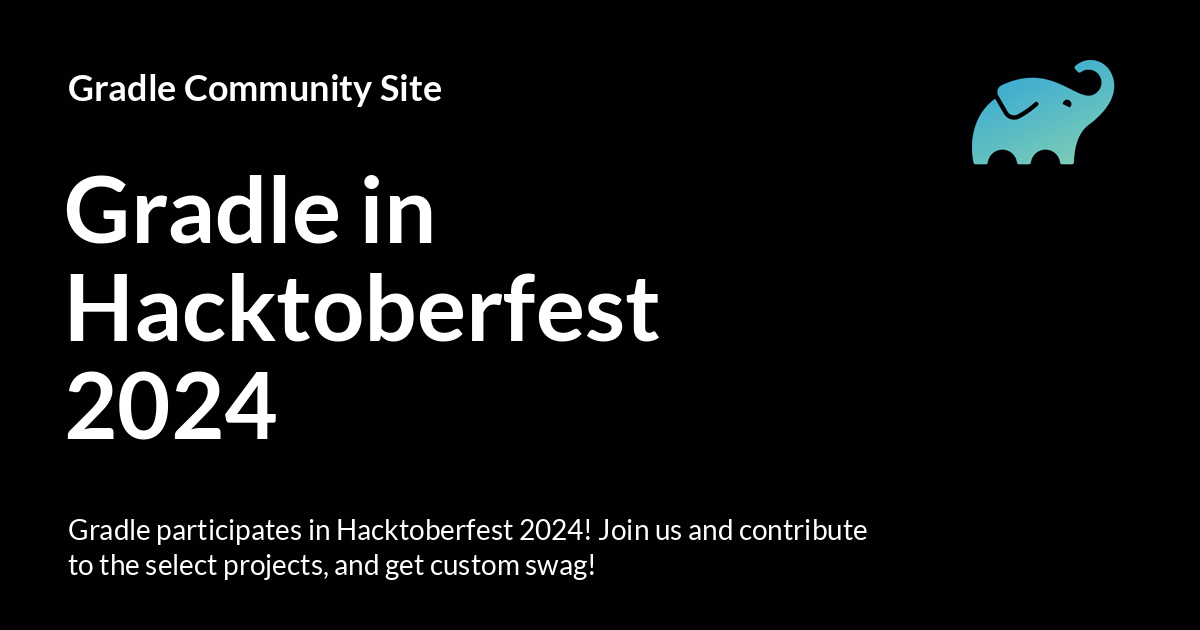 Gradle Community Site
Gradle in
Hacktoberfest
2024
Gradle participates in Hacktoberfest 2024! Join us and contribute
to the select projects, and get custom swag!